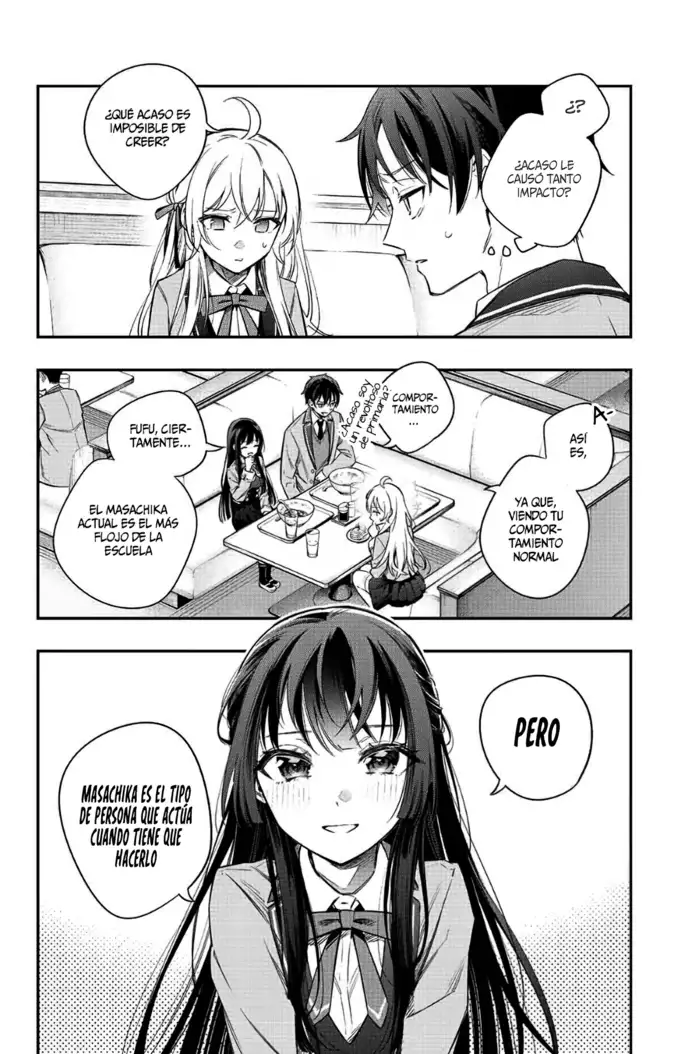 ¿?
¿ACASO LE
CAUSÓ TANTO
IMPACTO?
¿QUÉ ACASO ES
IMPOSIBLE DE
CREER?
A-
ASÍ
ES,
YA QUE,
VIENDO TU
COMPOR-
TAMIENTO
NORMAL
COMPOR-
TAMIENTO
...
¿Acaso soy
un revoltoso
de primaria?
FUFU, CIER-
TAMENTE...
EL MASACHIKA
ACTUAL ES EL MÁS
FLOJO DE LA
ESCUELA
PERO
MASACHIKA ES EL TIPO
DE PERSONA QUE ACTÚA
CUANDO TIENE QUE
HACERLO